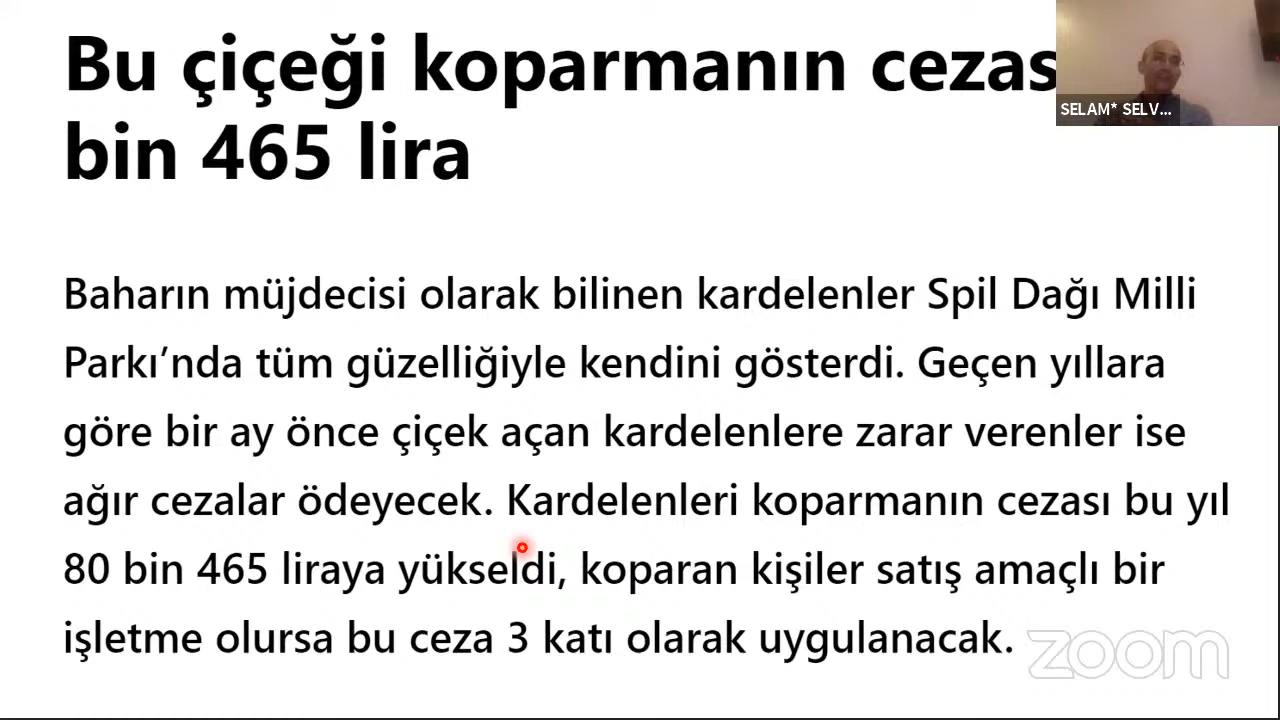 Bu çiçeği koparmanın cezas
bin 465 lira
SELAM* SELV...
Baharın müjdecisi olarak bilinen kardelenler Spil Dağı Milli
Parkı’nda tüm güzelliğiyle kendini gösterdi. Geçen yıllara
göre bir ay önce çiçek açan kardelenlere zarar verenler ise
ağır cezalar ödeyecek. Kardelenleri koparmanın cezası bu yıl
80 bin 465 liraya yükseldi, koparan kişiler satış amaçlı bir
işletme olursa bu ceza 3 katı olarak uygulanacak.
zoom